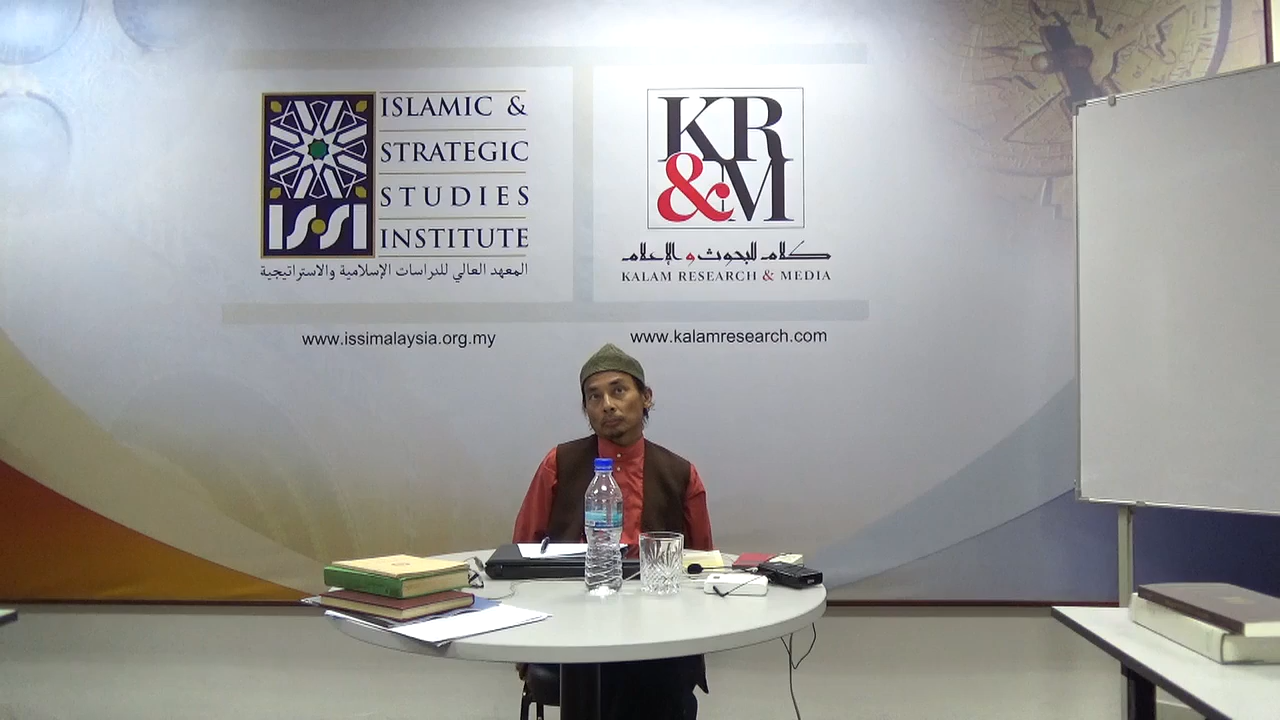 ISLAMIC &
STRATEGIC
STUDIES
INSTITUTE
ISSI
المعهد العالي للدراسات الإسلامية والاستراتيجية
www.issimalaysia.org.my
KR
&M
كلام للبحوث و الإعلام
KALAM RESEARCH & MEDIA
www.kalamresearch.com